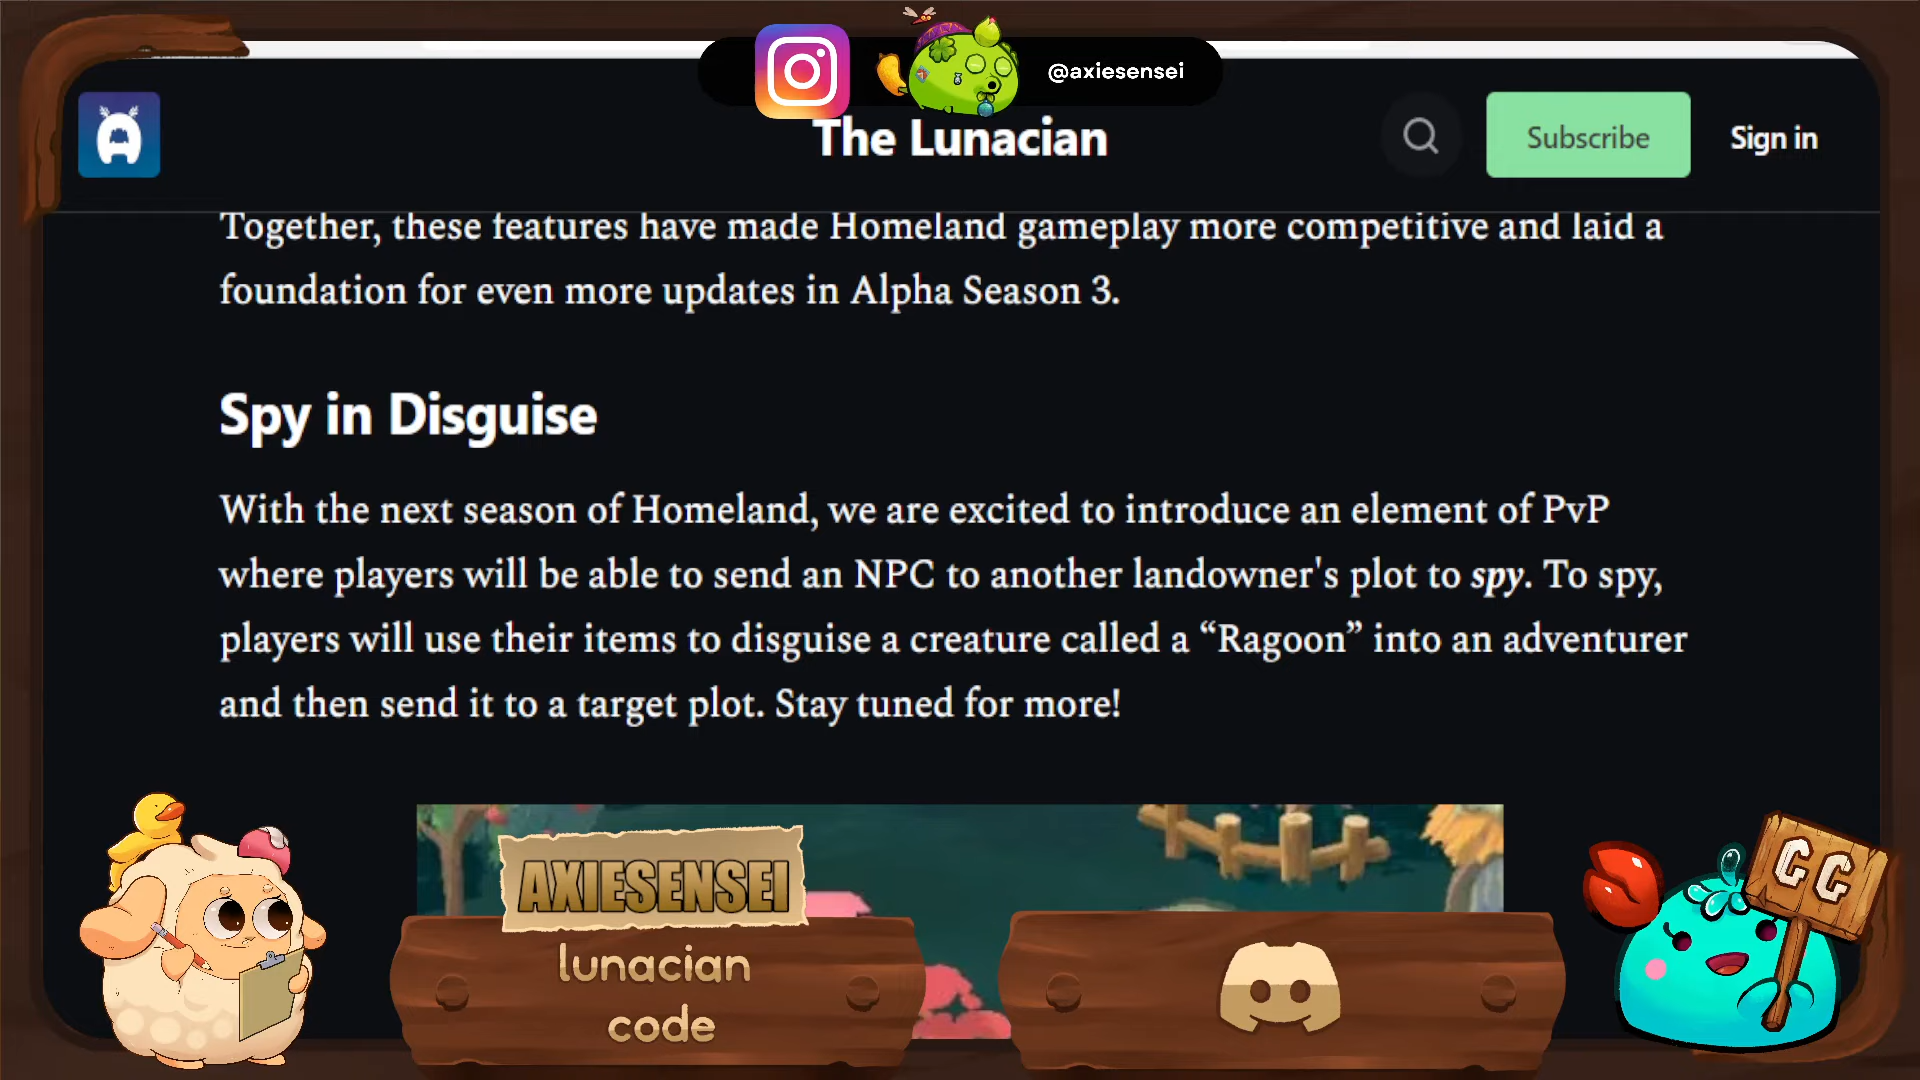 @axiesensei
The Lunacian
Subscribe
Sign in
Together, these features have made Homeland gameplay more competitive and laid a
foundation for even more updates in Alpha Season 3.
Spy in Disguise
With the next season of Homeland, we are excited to introduce an element of PvP
where players will be able to send an NPC to another landowner's plot to spy. To spy,
players will use their items to disguise a creature called a “Ragoon” into an adventurer
and then send it to a target plot. Stay tuned for more!
AXIESENSEI
lunacian
code
CC